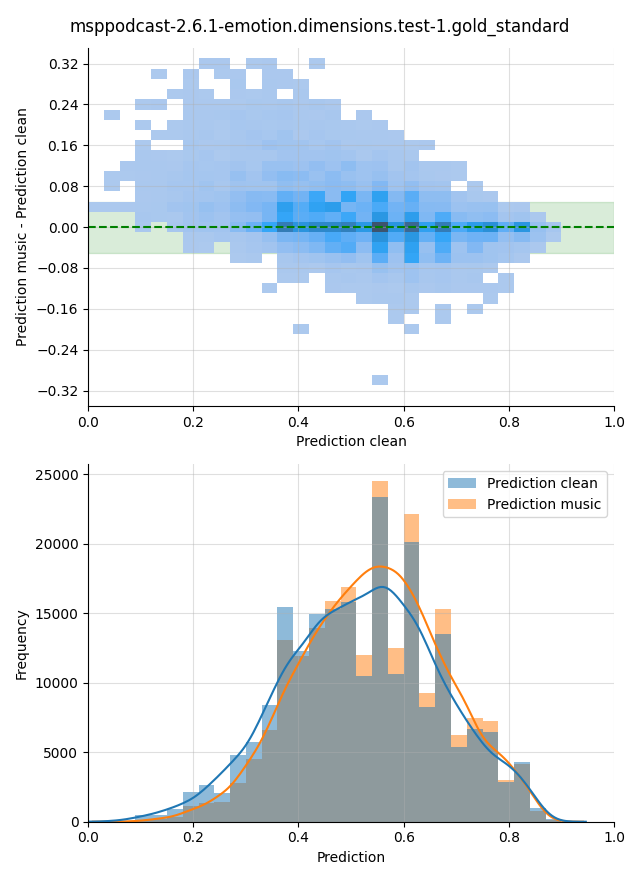 msppodcast-2.6.1-emotion.dimensions.test-1.gold_standard
0.32
0.24
0.16
0.08
0.00
−0.08
−0.16
−0.24
−0.32
Prediction music - Prediction clean
0.0 0.2 0.4 0.6 0.8 1.0
Prediction clean
25000
20000
15000
10000
5000
0
Frequency
Prediction clean
Prediction music
0.0 0.2 0.4 0.6 0.8 1.0
Prediction